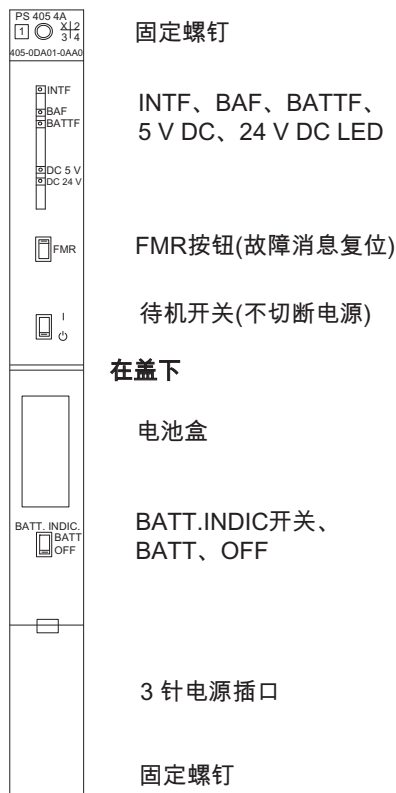 PS 405 4A
1 X 2
3 4
405-0DA01-0AA0
固定螺钉
INTF
BAF
BATTF
DC 5 V
DC 24 V
INTF、BAF、BATTF、
5 V DC、24 V DC LED
FMR
FMR按钮(故障消息复位)
I
待机开关(不切断电源)
在盖下
电池盒
BATT. INDIC.
BATT
OFF
BATT.INDIC开关、
BATT、OFF
3 针电源插口
固定螺钉